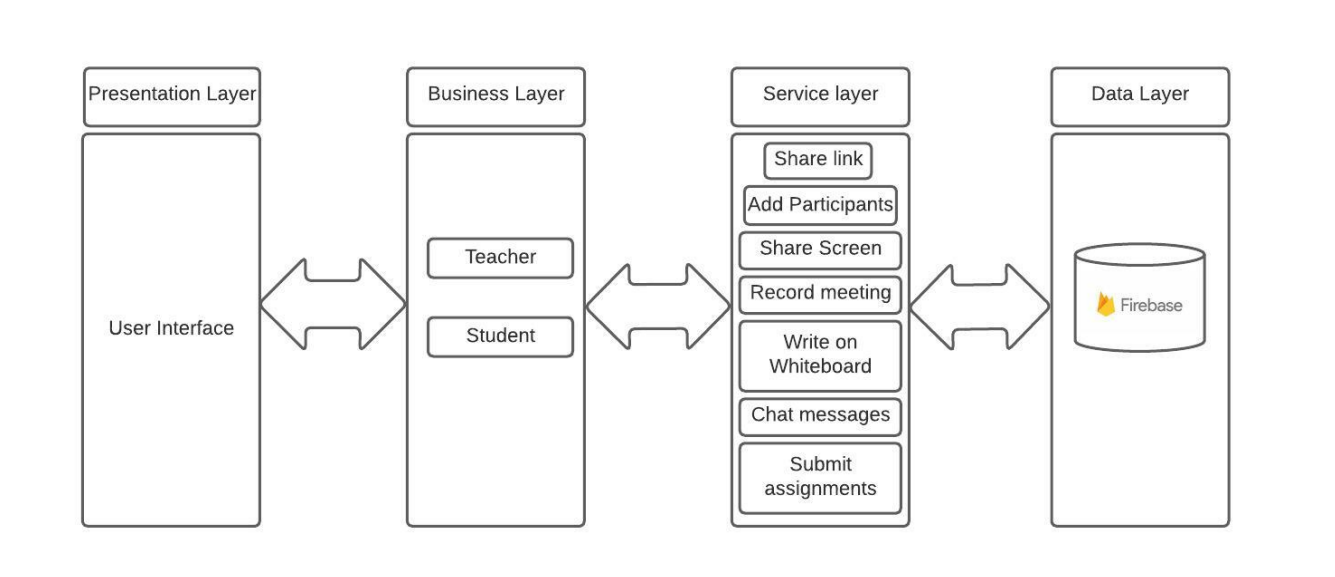 Presentation Layer
Business Layer
Service layer
Data Layer
User Interface
Teacher
Student
Share link
Add Participants
Share Screen
Record meeting
Write on
Whiteboard
Chat messages
Submit
assignments
Firebase